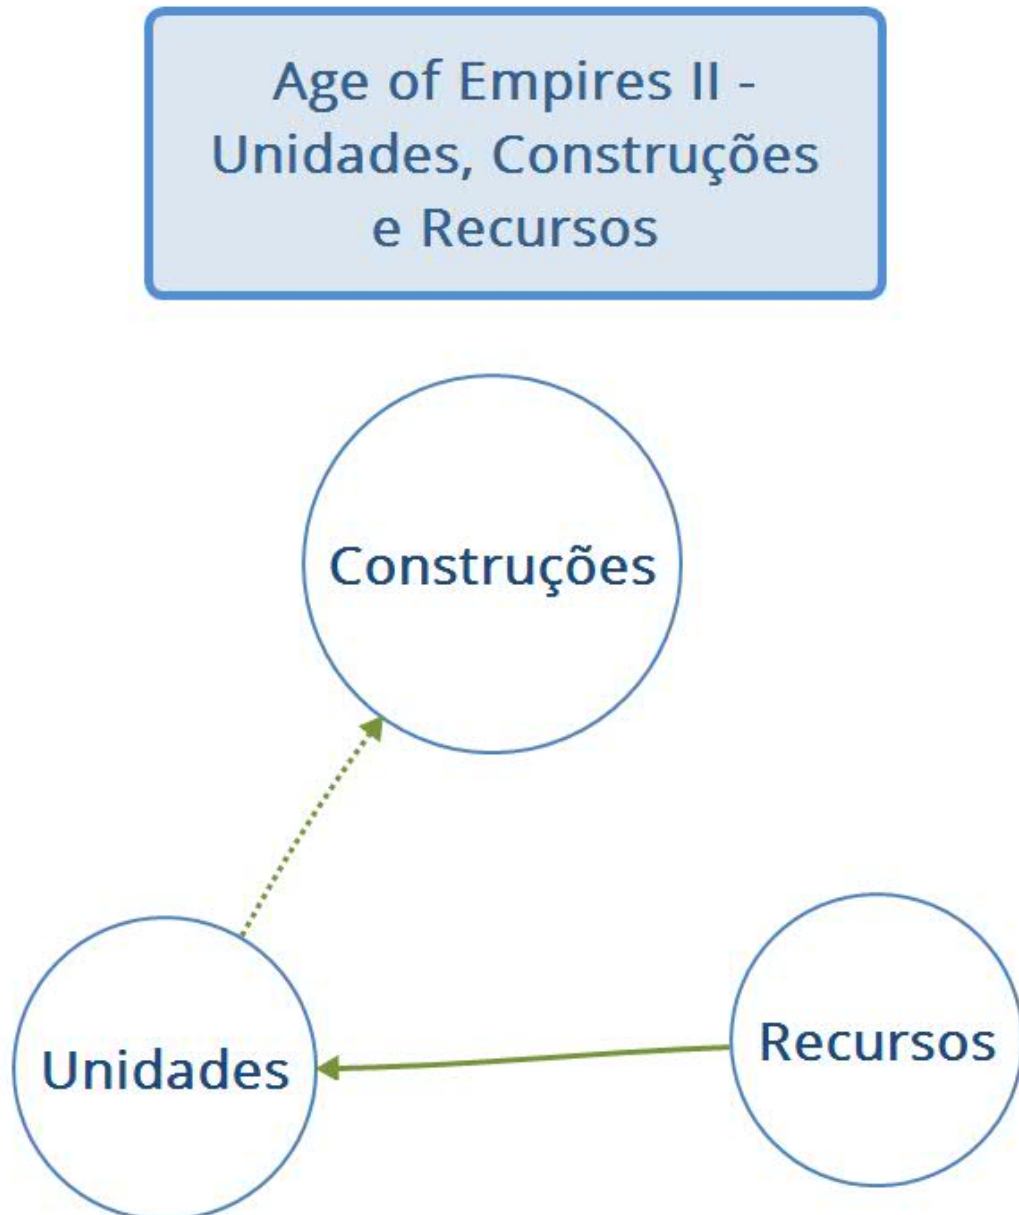 Age of Empires II -
Unidades, Construções
e Recursos
Construções
Unidades
Recursos